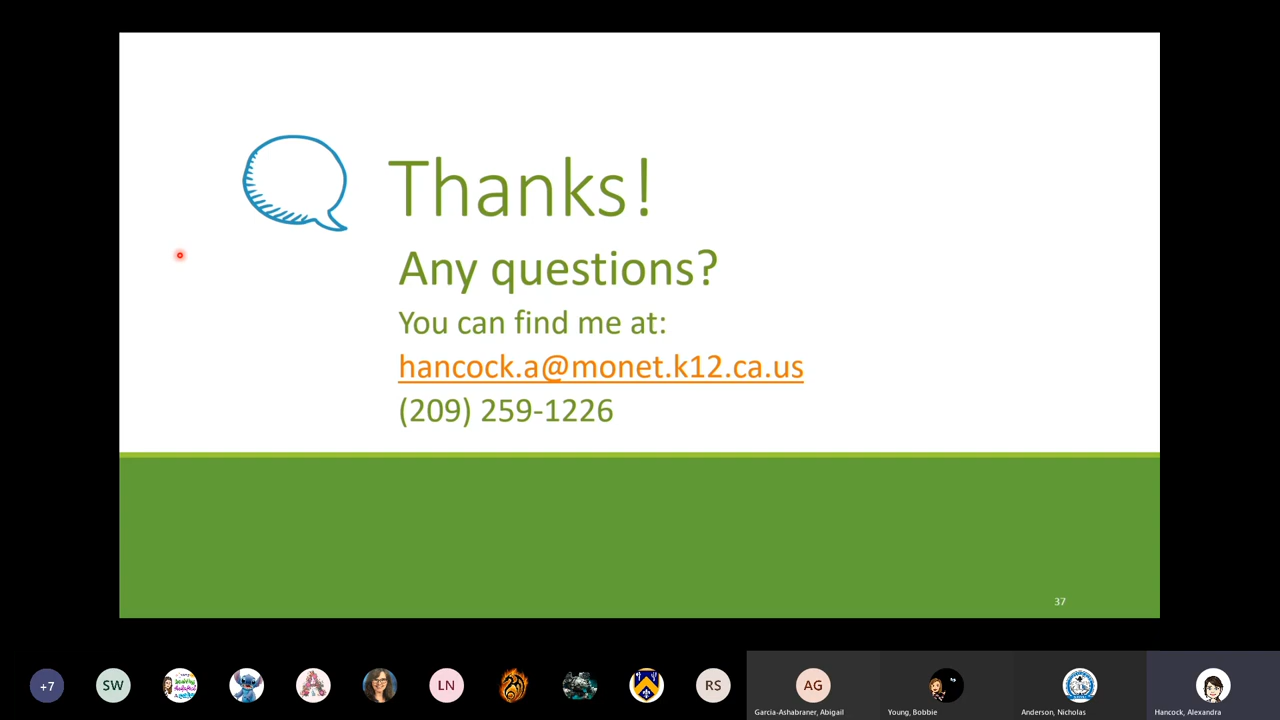 Thanks!
Any questions?
You can find me at:
hancock.a@monet.k12.ca.us
(209) 259-1226
37
+7
SW
LN
RS
AG
Garcia-Ashabraner, Abigail
Young, Bobbie
Anderson, Nicholas
Hancock, Alexandra